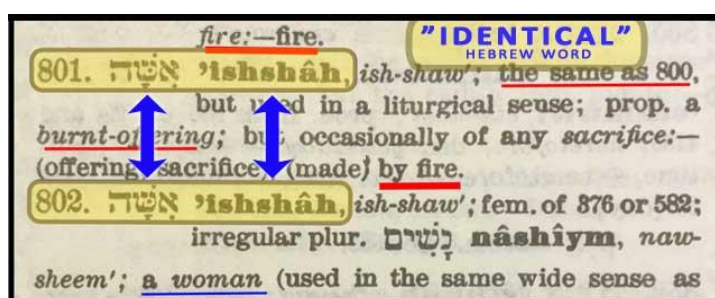 fire:—fire.
"IDENTICAL"
HEBREW WORD
801. אִשָּׁה ’ishshâh, ish-shaw'; the same as 800,
but used in a liturgical sense; prop. a
burnt-offering; but occasionally of any sacrifice:—
(offering, sacrifice), (made) by fire.
802. אִשָּׁה ’ishshâh, ish-shaw'; fem. of 376 or 582;
irregular plur. נָשִׁים nâshîym, naw-
sheem'; a woman (used in the same wide sense as